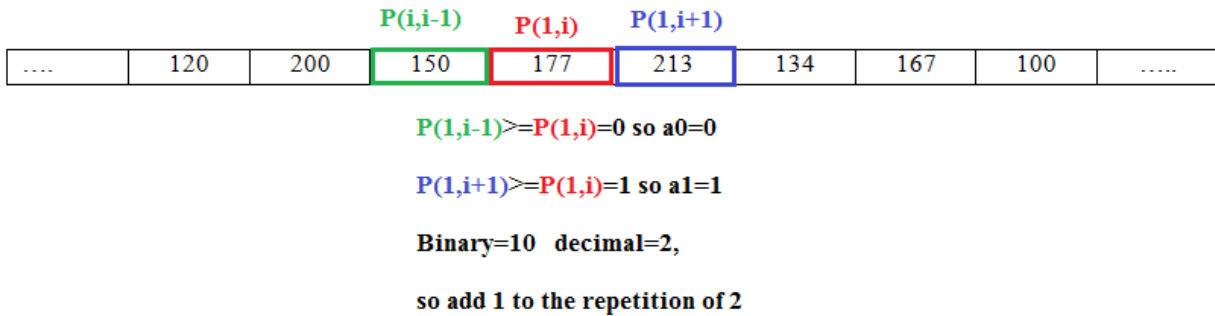 P(i,i-1) P(1,i) P(1,i+1)
.... 120 200 150 177 213 134 167 100 .....
P(1,i-1)>=P(1,i)=0 so a0=0
P(1,i+1)>=P(1,i)=1 so a1=1
Binary=10 decimal=2,
so add 1 to the repetition of 2